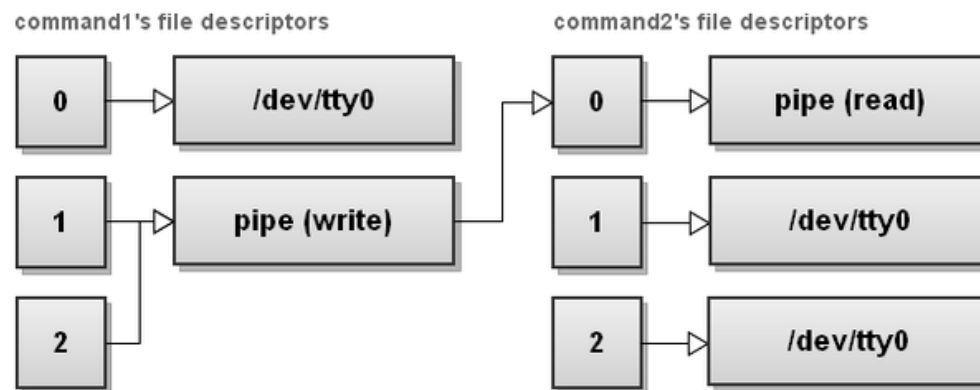 command1's file descriptors
0
/dev/tty0
1
pipe (write)
2
command2's file descriptors
0
pipe (read)
1
/dev/tty0
2
/dev/tty0